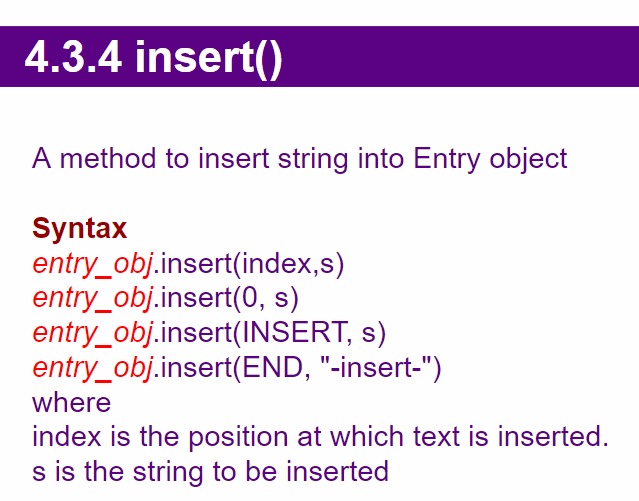 4.3.4 insert()
A method to insert string into Entry object
Syntax
entry_obj.insert(index,s)
entry_obj.insert(0, s)
entry_obj.insert(INSERT, s)
entry_obj.insert(END, "-insert-")
where
index is the position at which text is inserted.
s is the string to be inserted